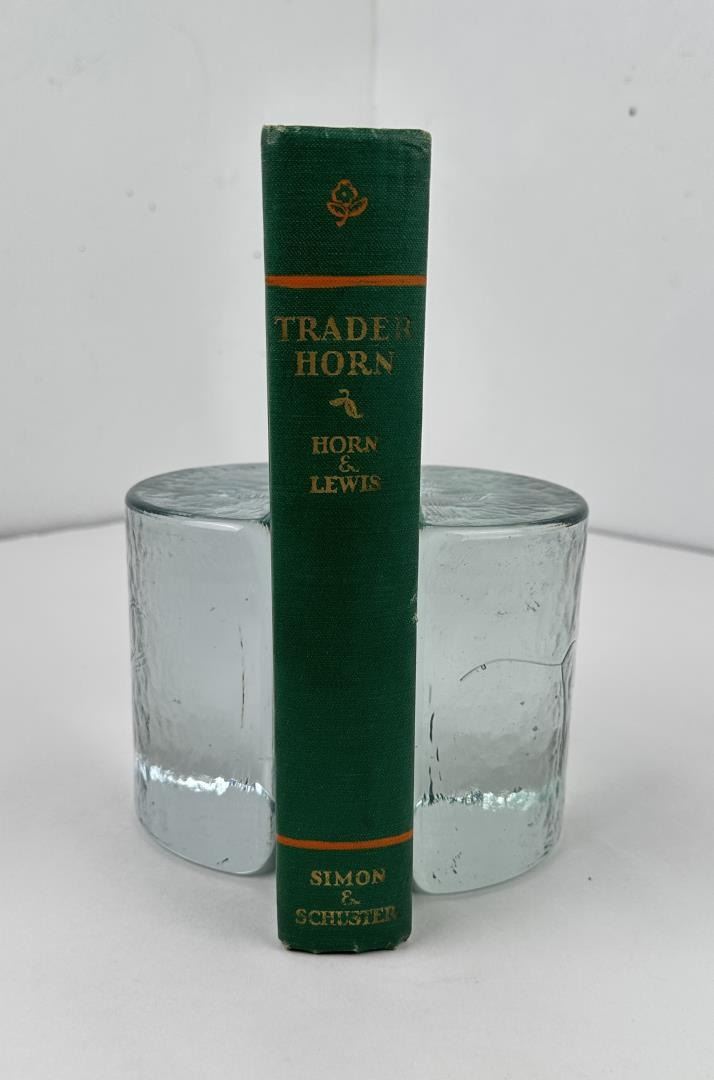 TRADER
HORN
HORN
&
LEWIS
SIMON
&
SCHUSTER